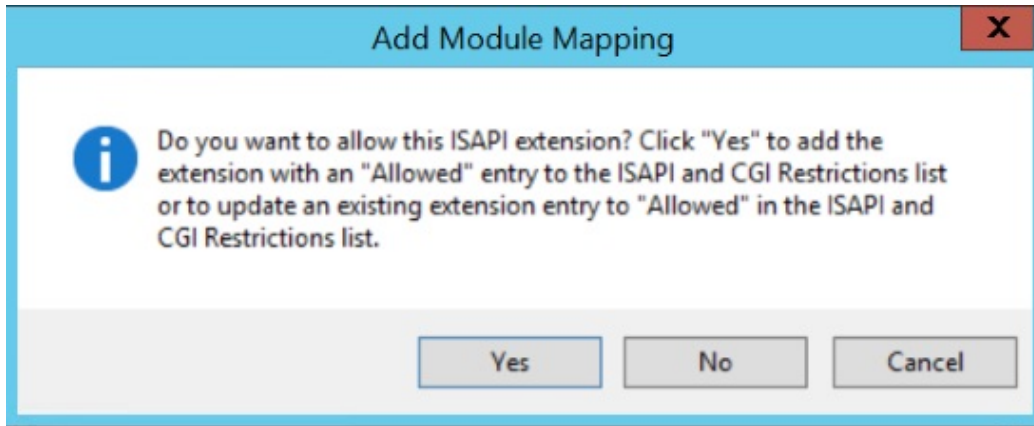 Add Module Mapping
X
Do you want to allow this ISAPI extension? Click "Yes" to add the
extension with an "Allowed" entry to the ISAPI and CGI Restrictions list
or to update an existing extension entry to "Allowed" in the ISAPI and
CGI Restrictions list.
Yes No Cancel